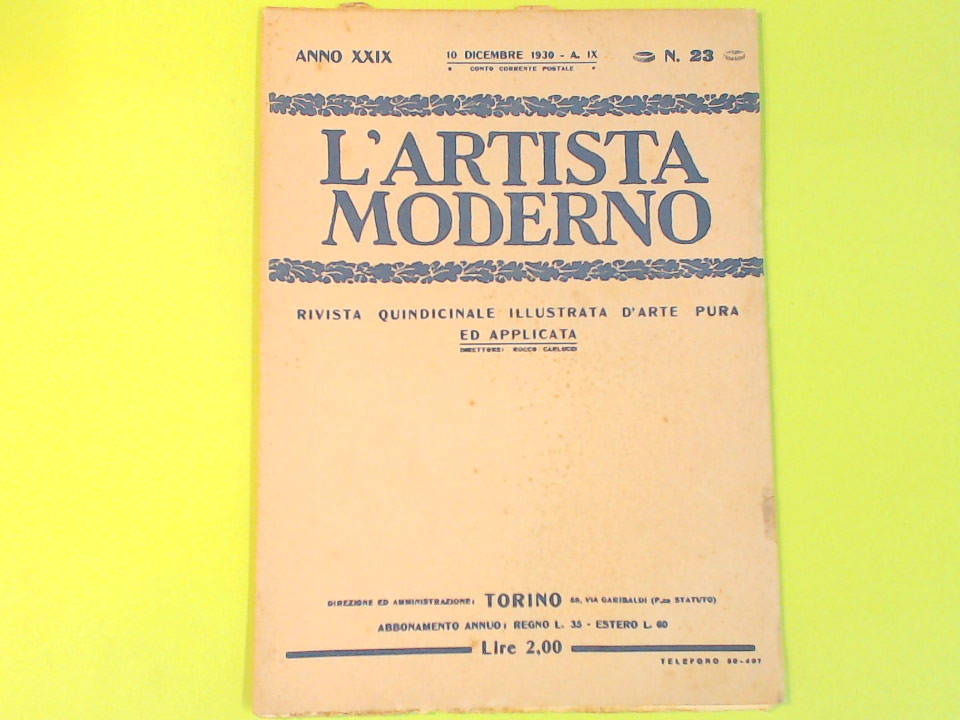 ANNO XXIX
10 DICEMBRE 1930 - A. IX
CONTO CORRENTE POSTALE
N. 23
L'ARTISTA
MODERNO
RIVISTA QUINDICINALE ILLUSTRATA D'ARTE PURA
ED APPLICATA
DIRETTORE: ROCCO CARLUCCI
DIREZIONE ED AMMINISTRAZIONE: TORINO VIA GARIBALDI (P.za STATUTO)
ABBONAMENTO ANNUO: REGNO L. 35 - ESTERO L. 60
Lire 2,00
TELEFONO